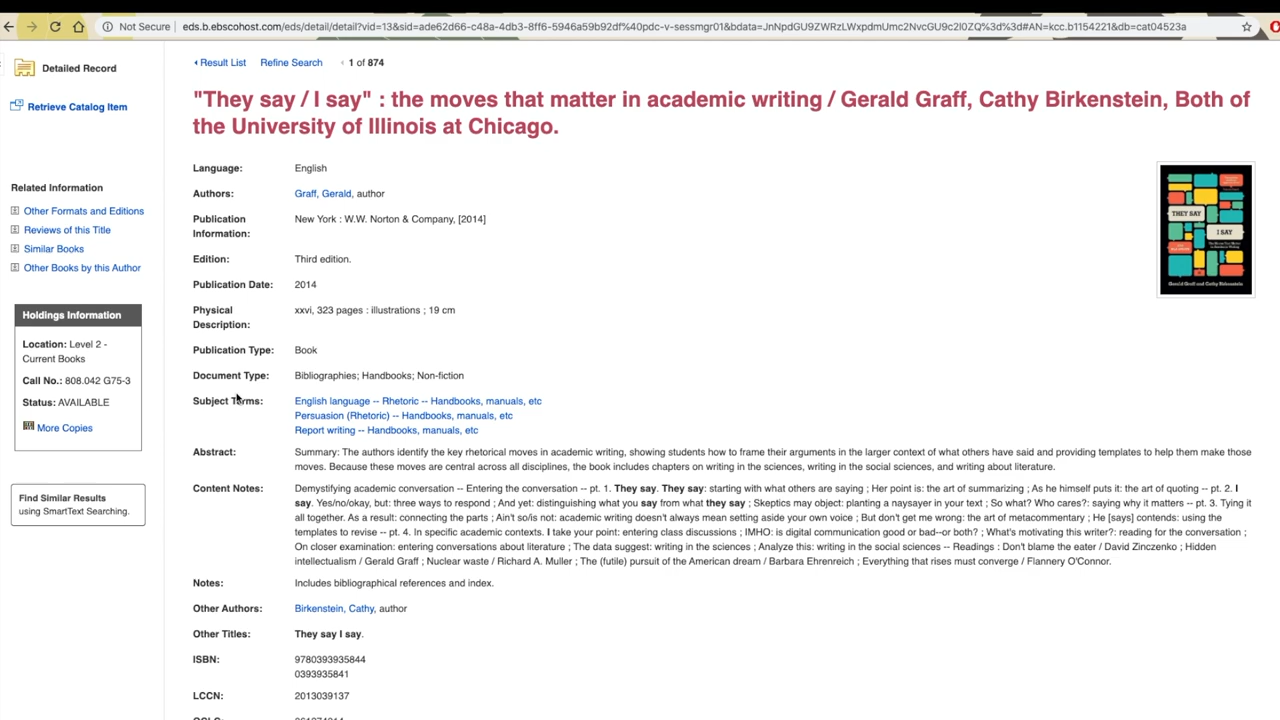 Not Secure eds.b.ebscohost.com/eds/detail/detail?vid=13&sid=ade62d66-c48a-4db3-8ff6-5946a59b92df%40pdc-v-sessmgr01&bdata=JnNpdGU9ZWRzLWxpdmUmc2NvcGU9c2l0ZQ%3d%3d#AN=kcc.b1154221&db=cat04523a
Detailed Record
Retrieve Catalog Item
Related Information
Other Formats and Editions
Reviews of this Title
Similar Books
Other Books by this Author
Holdings Information
Location: Level 2 -
Current Books
Call No.: 808.042 G75-3
Status: AVAILABLE
More Copies
Find Similar Results
using SmartText Searching.
Result List Refine Search 1 of 874
"They say / I say" : the moves that matter in academic writing / Gerald Graff, Cathy Birkenstein, Both of
the University of Illinois at Chicago.
Language: English
Authors: Graff, Gerald, author
Publication New York : W.W. Norton & Company, [2014]
Information:
Edition: Third edition.
Publication Date: 2014
Physical xxvi, 323 pages : illustrations ; 19 cm
Description:
Publication Type: Book
Document Type: Bibliographies; Handbooks; Non-fiction
Subject Terms: English language -- Rhetoric -- Handbooks, manuals, etc
Persuasion (Rhetoric) -- Handbooks, manuals, etc
Report writing -- Handbooks, manuals, etc
Abstract: Summary: The authors identify the key rhetorical moves in academic writing, showing students how to frame their arguments in the larger context of what others have said and providing templates to help them make those
moves. Because these moves are central across all disciplines, the book includes chapters on writing in the sciences, writing in the social sciences, and writing about literature.
Content Notes: Demystifying academic conversation -- Entering the conversation -- pt. 1. They say. They say: starting with what others are saying ; Her point is: the art of summarizing ; As he himself puts it: the art of quoting -- pt. 2. I
say. Yes/no/okay, but: three ways to respond ; And yet: distinguishing what you say from what they say ; Skeptics may object: planting a naysayer in your text ; So what? Who cares?: saying why it matters -- pt. 3. Tying it
all together. As a result: connecting the parts ; Ain't so/is not: academic writing doesn't always mean setting aside your own voice ; But don't get me wrong: the art of metacommentary ; He [says] contends: using the
templates to revise -- pt. 4. In specific academic contexts. I take your point: entering class discussions ; IMHO: is digital communication good or bad--or both? ; What's motivating this writer?: reading for the conversation ;
On closer examination: entering conversations about literature ; The data suggest: writing in the sciences ; Analyze this: writing in the social sciences -- Readings : Don't blame the eater / David Zinczenko ; Hidden
intellectualism / Gerald Graff ; Nuclear waste / Richard A. Muller ; The (futile) pursuit of the American dream / Barbara Ehrenreich ; Everything that rises must converge / Flannery O'Connor.
Notes: Includes bibliographical references and index.
Other Authors: Birkenstein, Cathy, author
Other Titles: They say I say.
ISBN: 9780393935844
0393935841
LCCN: 2013039137
THEY SAY
I SAY
Gerald Graff and Cathy Birkenstein